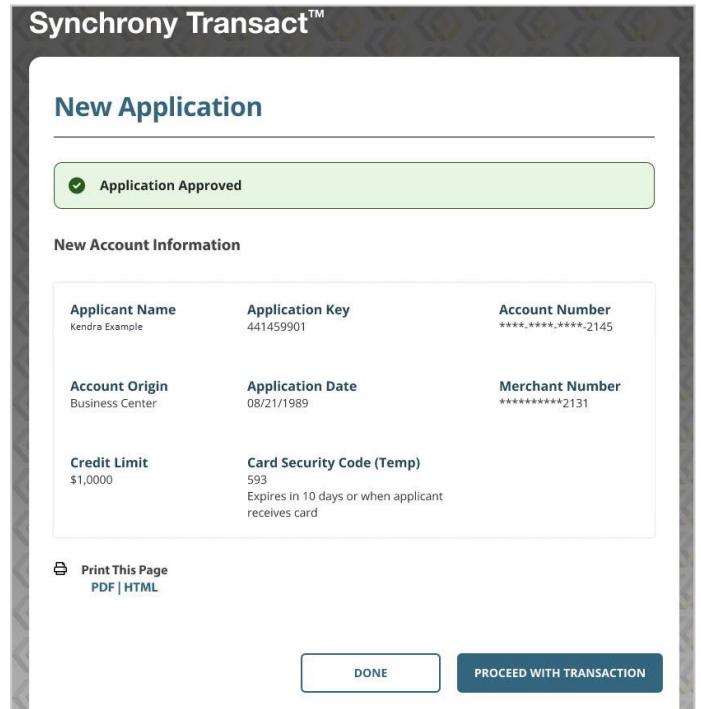 Synchrony Transact™
New Application
Application Approved
New Account Information
Applicant Name
Kendra Example
Application Key
441459901
Account Number
****-****-****-2145
Account Origin
Business Center
Application Date
08/21/1989
Merchant Number
**********2131
Credit Limit
$1,0000
Card Security Code (Temp)
593
Expires in 10 days or when applicant
receives card
Print This Page
PDF | HTML
DONE
PROCEED WITH TRANSACTION